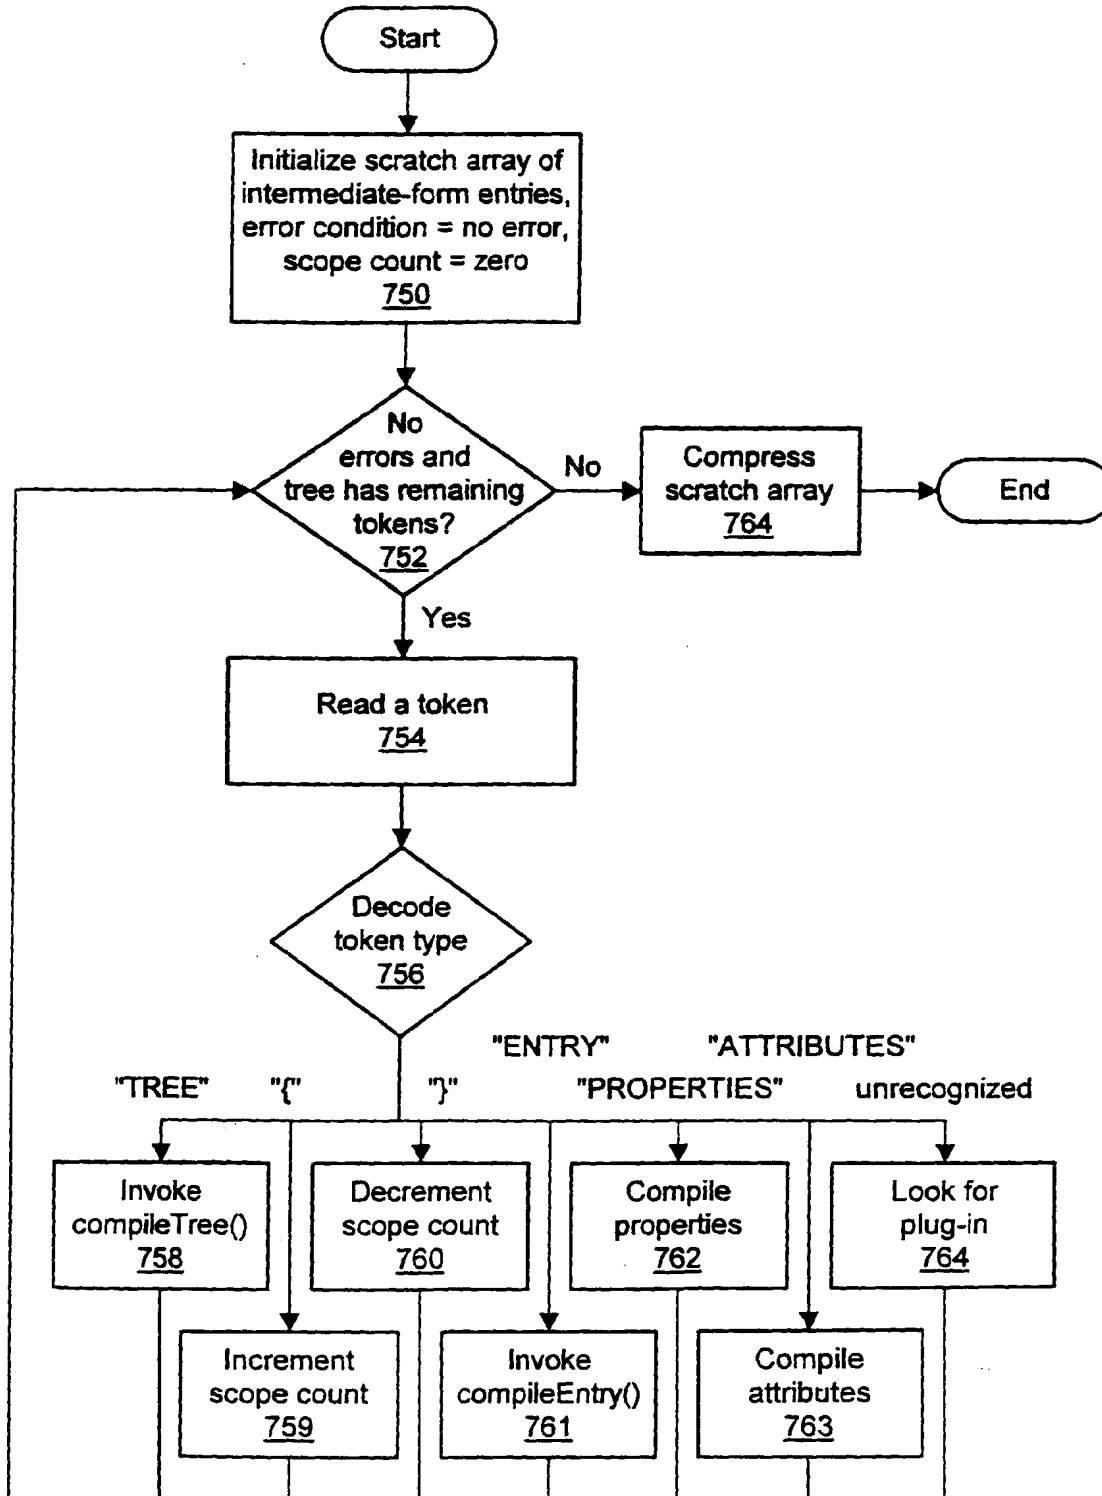 Start
Initialize scratch array of
intermediate-form entries,
error condition = no error,
scope count = zero
750
No
errors and
tree has remaining
tokens?
752
No
Compress
scratch array
764
End
Yes
Read a token
754
Decode
token type
756
"ENTRY"
"ATTRIBUTES"
"TREE"
"{"
"}"
"PROPERTIES"
unrecognized
Invoke
compileTree()
758
Decrement
scope count
760
Compile
properties
762
Look for
plug-in
764
Increment
scope count
759
Invoke
compileEntry()
761
Compile
attributes
763